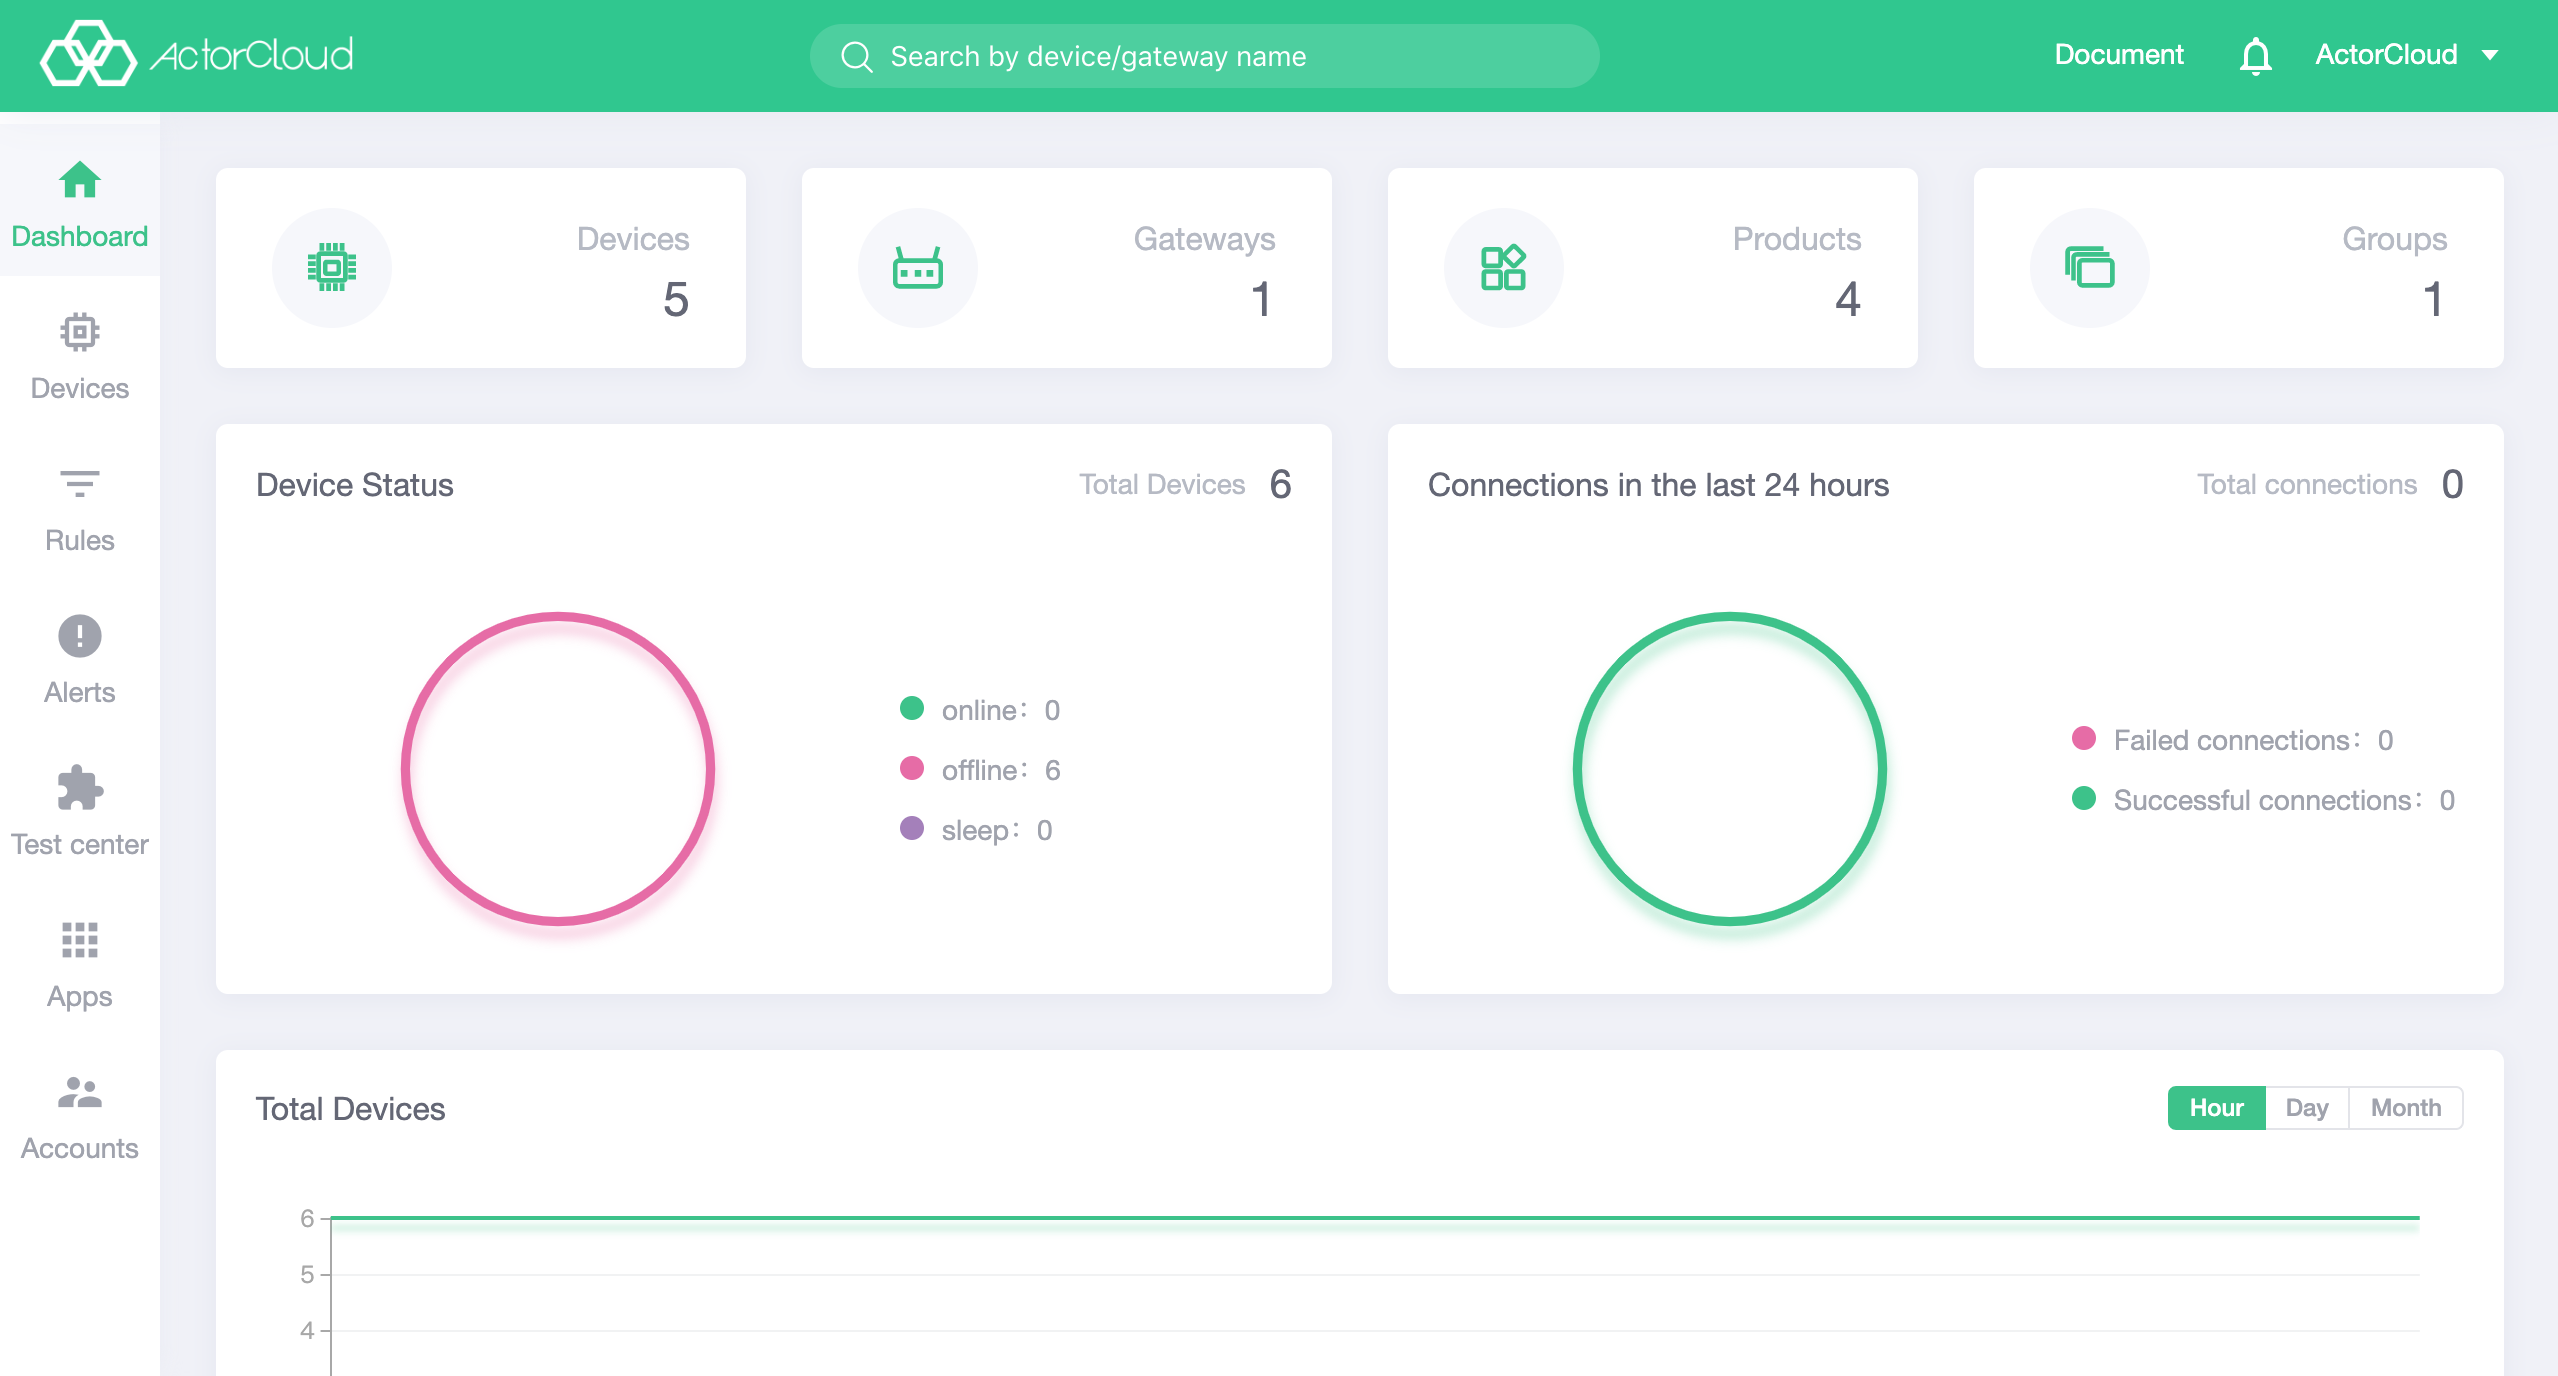 ActorCloud
Search by device/gateway name
Document
ActorCloud
Dashboard
Devices
Rules
Alerts
Test center
Apps
Accounts
Devices
5
Gateways
1
Products
4
Groups
1
Device Status
Total Devices 6
online: 0
offline: 6
sleep: 0
Connections in the last 24 hours
Total connections 0
Failed connections: 0
Successful connections: 0
Total Devices
Hour Day Month
6
5
4